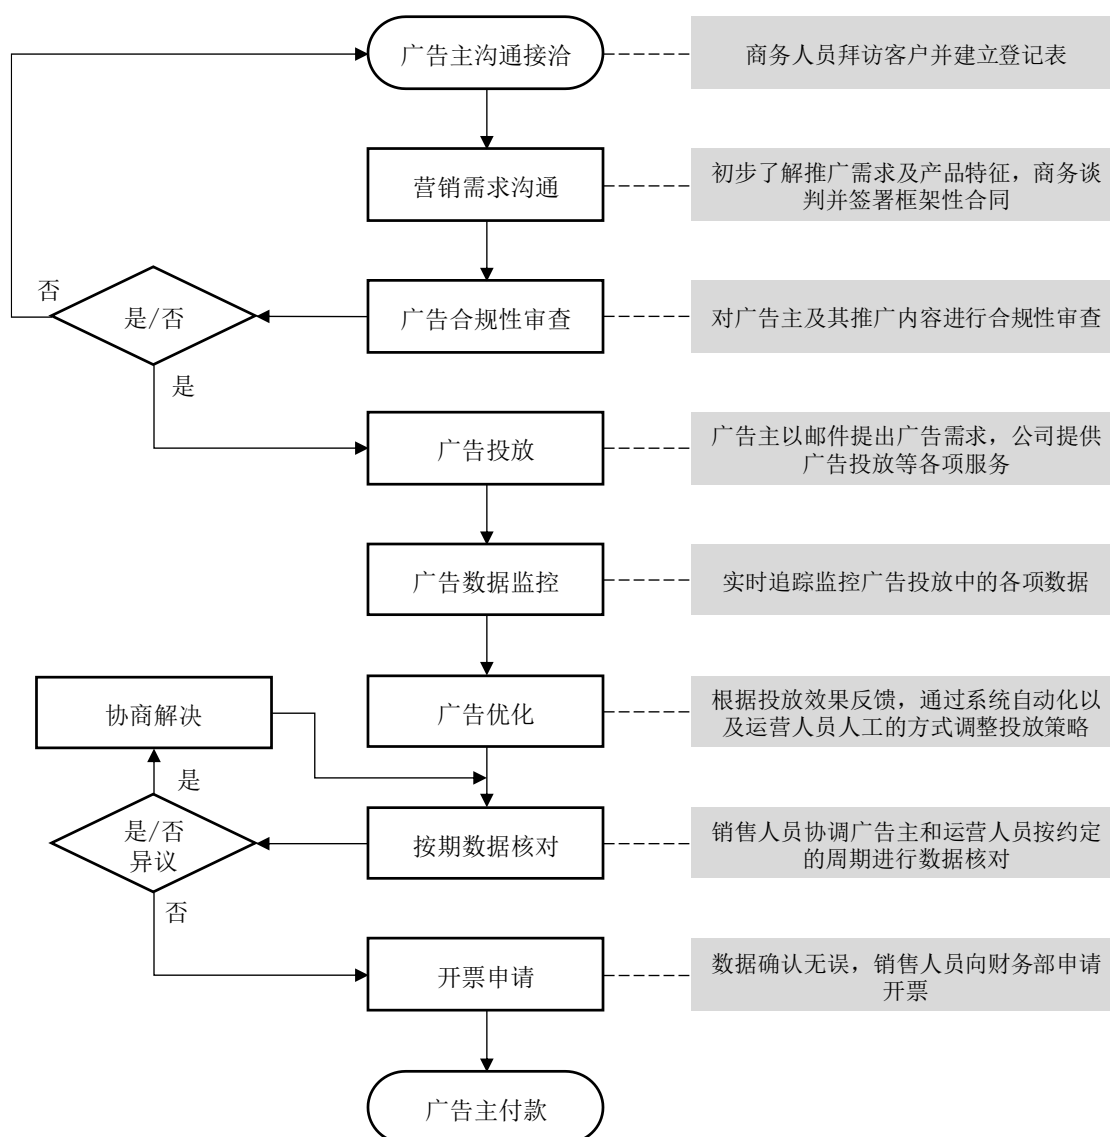 广告主沟通接洽
商务人员拜访客户并建立登记表
营销需求沟通
初步了解推广需求及产品特征，商务谈
判并签署框架性合同
否
是/否
广告合规性审查
对广告主及其推广内容进行合规性审查
是
广告投放
广告主以邮件提出广告需求，公司提供
广告投放等各项服务
广告数据监控
实时追踪监控广告投放中的各项数据
协商解决
广告优化
根据投放效果反馈，通过系统自动化以
及运营人员人工的方式调整投放策略
是
是/否
异议
按期数据核对
销售人员协调广告主和运营人员按约定
的周期进行数据核对
否
开票申请
数据确认无误，销售人员向财务部申请
开票
广告主付款